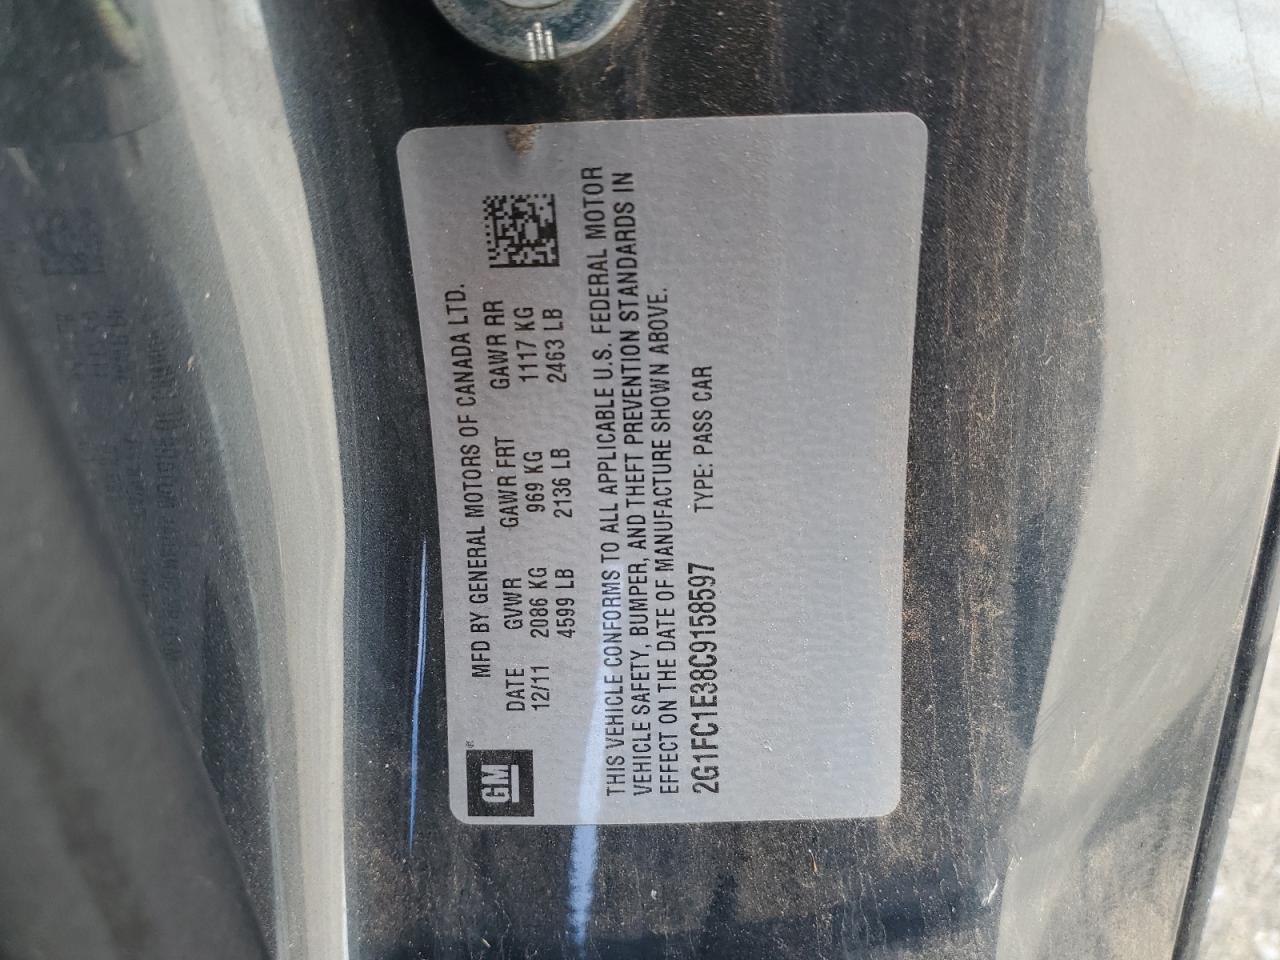 GM
MFD BY GENERAL MOTORS OF CANADA LTD.
DATE GVWR GAWR FRT GAWR RR
12/11 2086 KG 969 KG 1117 KG
4599 LB 2136 LB 2463 LB
THIS VEHICLE CONFORMS TO ALL APPLICABLE U.S. FEDERAL MOTOR
VEHICLE SAFETY, BUMPER, AND THEFT PREVENTION STANDARDS IN
EFFECT ON THE DATE OF MANUFACTURE SHOWN ABOVE.
2G1FC1E38C9158597 TYPE: PASS CAR